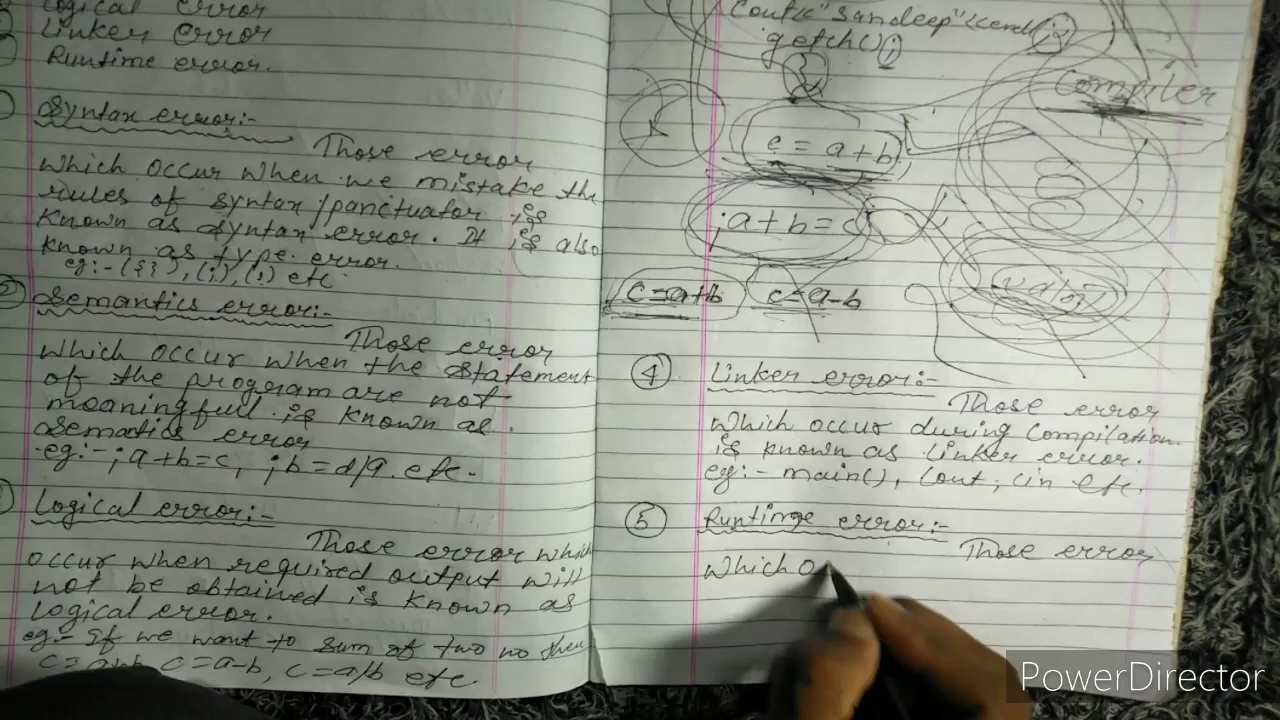 Logical error
Linker error
Runtime error.
Syntax error:-
Those error
which occur when we mistake the
rules of syntax/panctuator is
known as syntax error. It is also
known as type error.
eg:- ({}), (;), (!) etc
② Semantics error:-
Those error
which occur when the statement
of the program are not
meaningfull is known as
semantics error
eg:- ;a+b=c, ;b=d/a. etc.
Logical error:-
Those error which
occur when required output will
not be obtained is known as
Logical error.
eg:- If we want to sum of two no then
c=a+b, c=a-b, c=a/b etc
Cout<<"Sandeep"<<endl;
getch();
}
Compiler
e = a+b;
;a+b=c
c=a+b c=a-b
④ Linker error:-
Those error
which occur during Compilation.
is known as linker error.
eg:- main(), Cout, Cin etc.
⑤ Runtime error:-
Those error
which o
PowerDirector